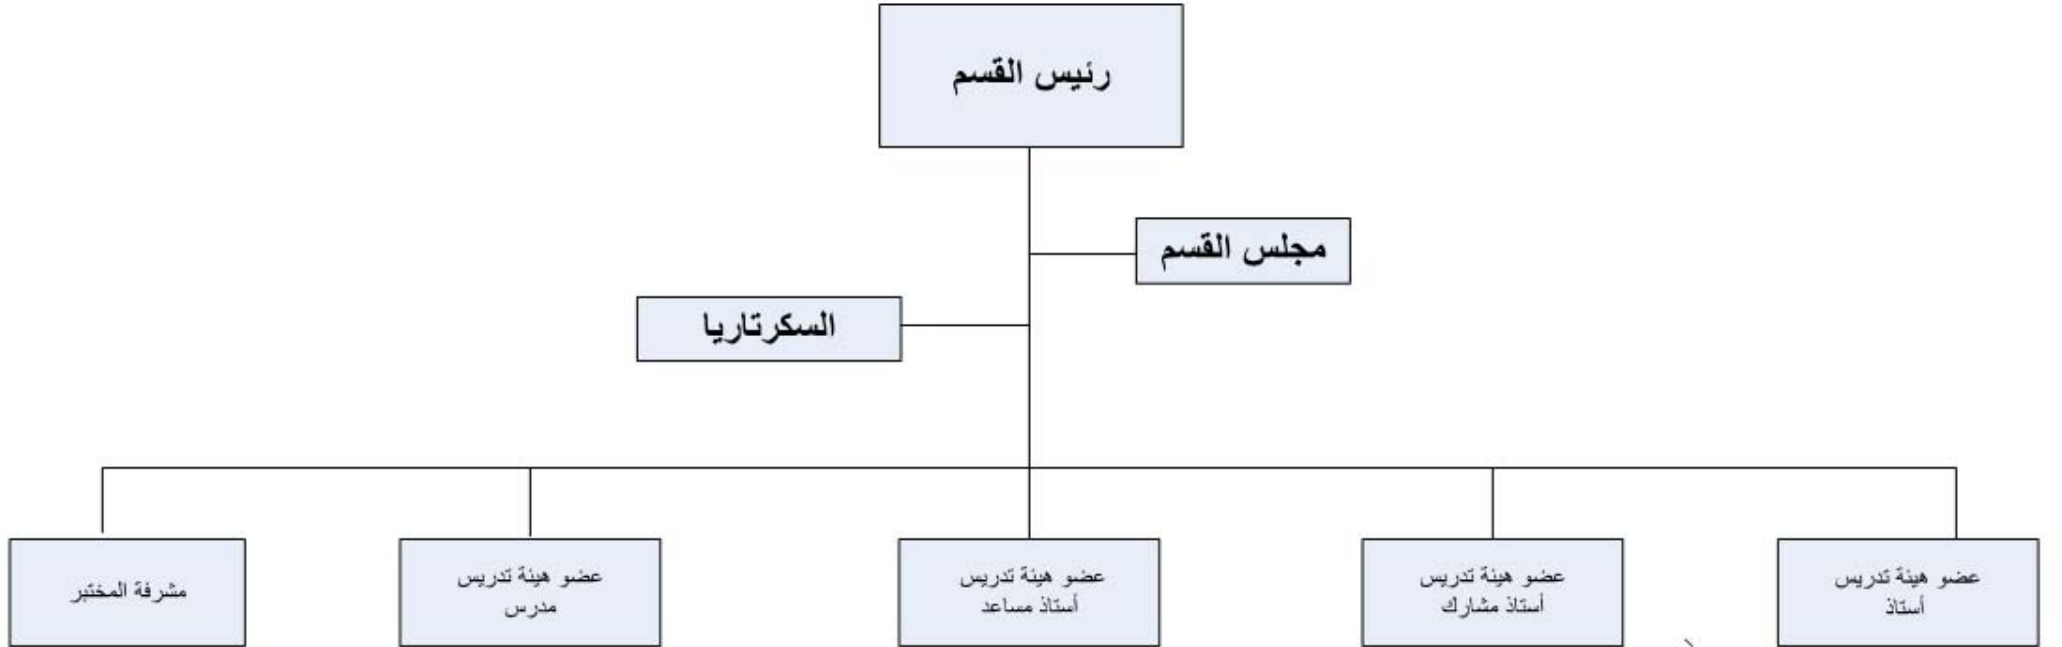 رئيس القسم
مجلس القسم
السكرتاريا
عضو هيئة تدريس
أستاذ
عضو هيئة تدريس
أستاذ مشارك
عضو هيئة تدريس
أستاذ مساعد
عضو هيئة تدريس
مدرس
مشرفة المختبر